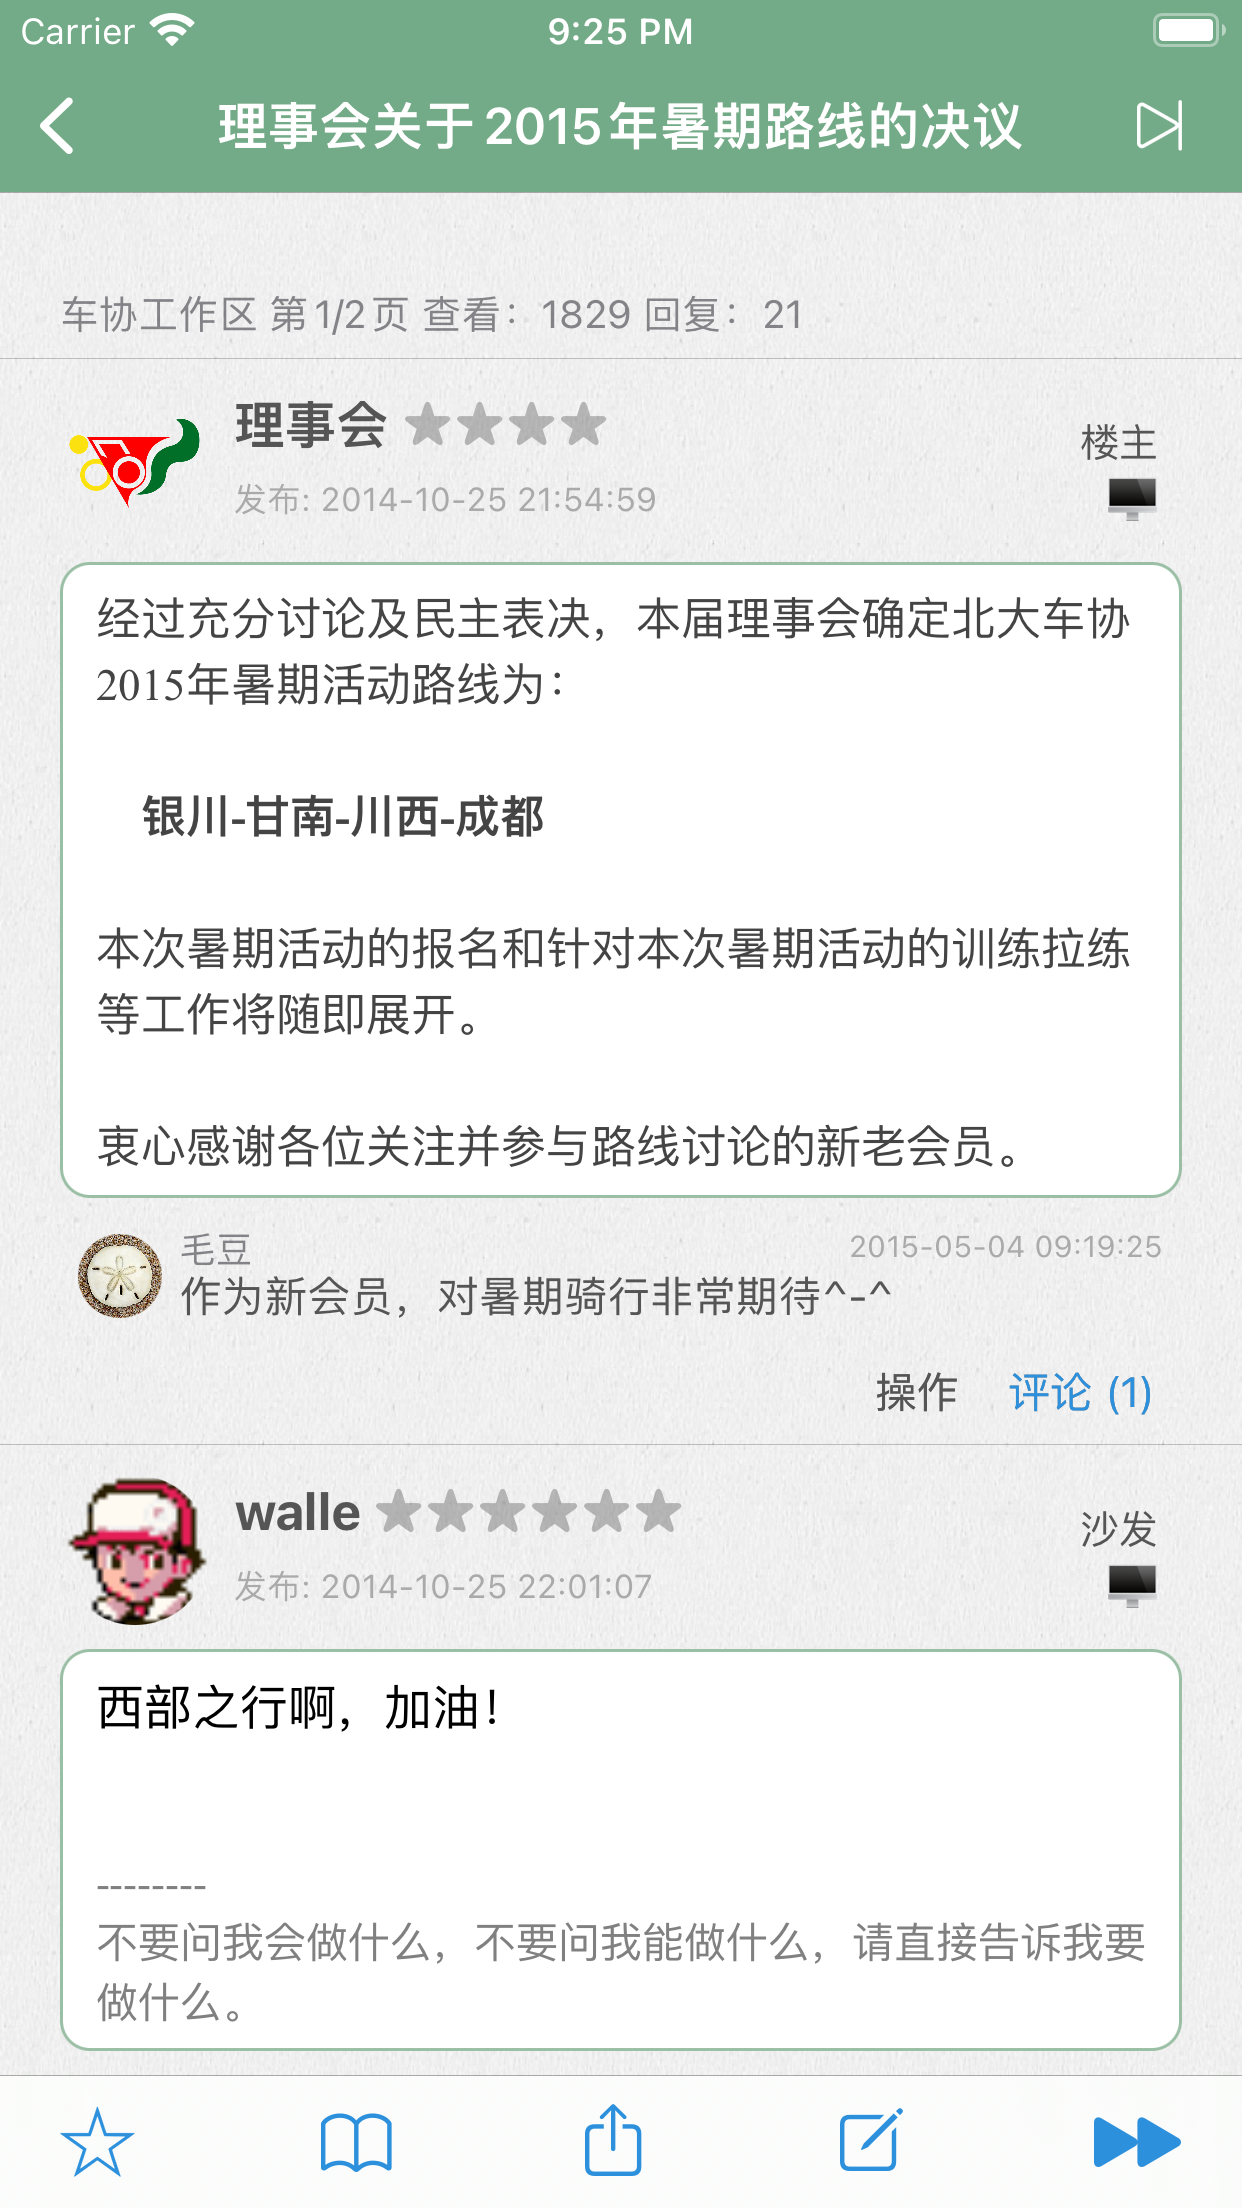 Carrier 9:25 PM
理事会关于2015年暑期路线的决议
车协工作区 第1/2页 查看：1829 回复：21
理事会
楼主
发布: 2014-10-25 21:54:59
经过充分讨论及民主表决，本届理事会确定北大车协
2015年暑期活动路线为：
银川-甘南-川西-成都
本次暑期活动的报名和针对本次暑期活动的训练拉练
等工作将随即展开。
衷心感谢各位关注并参与路线讨论的新老会员。
毛豆 2015-05-04 09:19:25
作为新会员，对暑期骑行非常期待^-^
操作 评论 (1)
walle
沙发
发布: 2014-10-25 22:01:07
西部之行啊，加油！
--------
不要问我会做什么，不要问我能做什么，请直接告诉我要
做什么。